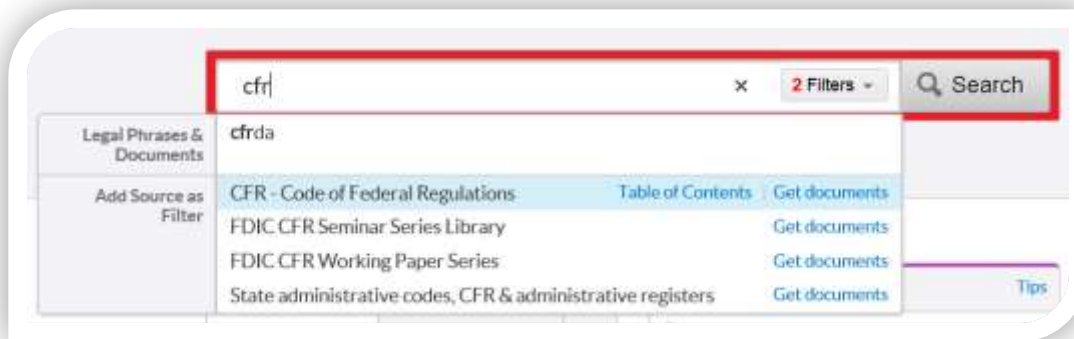 cfr × 2 Filters Search
Legal Phrases & Documents cfrda
Add Source as Filter CFR - Code of Federal Regulations Table of Contents Get documents
FDIC CFR Seminar Series Library Get documents
FDIC CFR Working Paper Series Get documents
State administrative codes, CFR & administrative registers Get documents
Tips